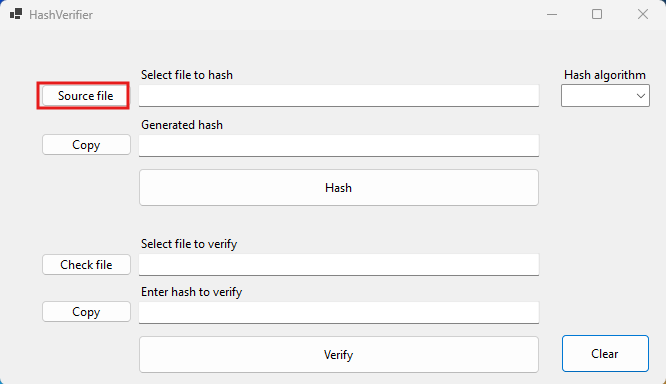 HashVerifier
Select file to hash
Hash algorithm
Source file
Generated hash
Copy
Hash
Select file to verify
Check file
Enter hash to verify
Copy
Verify
Clear